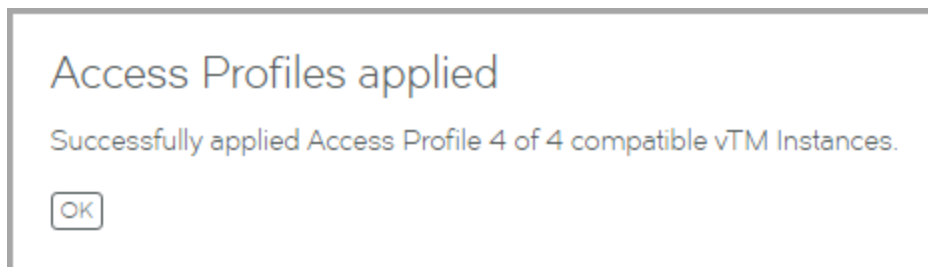 Access Profiles applied
Successfully applied Access Profile 4 of 4 compatible vTM Instances.
OK